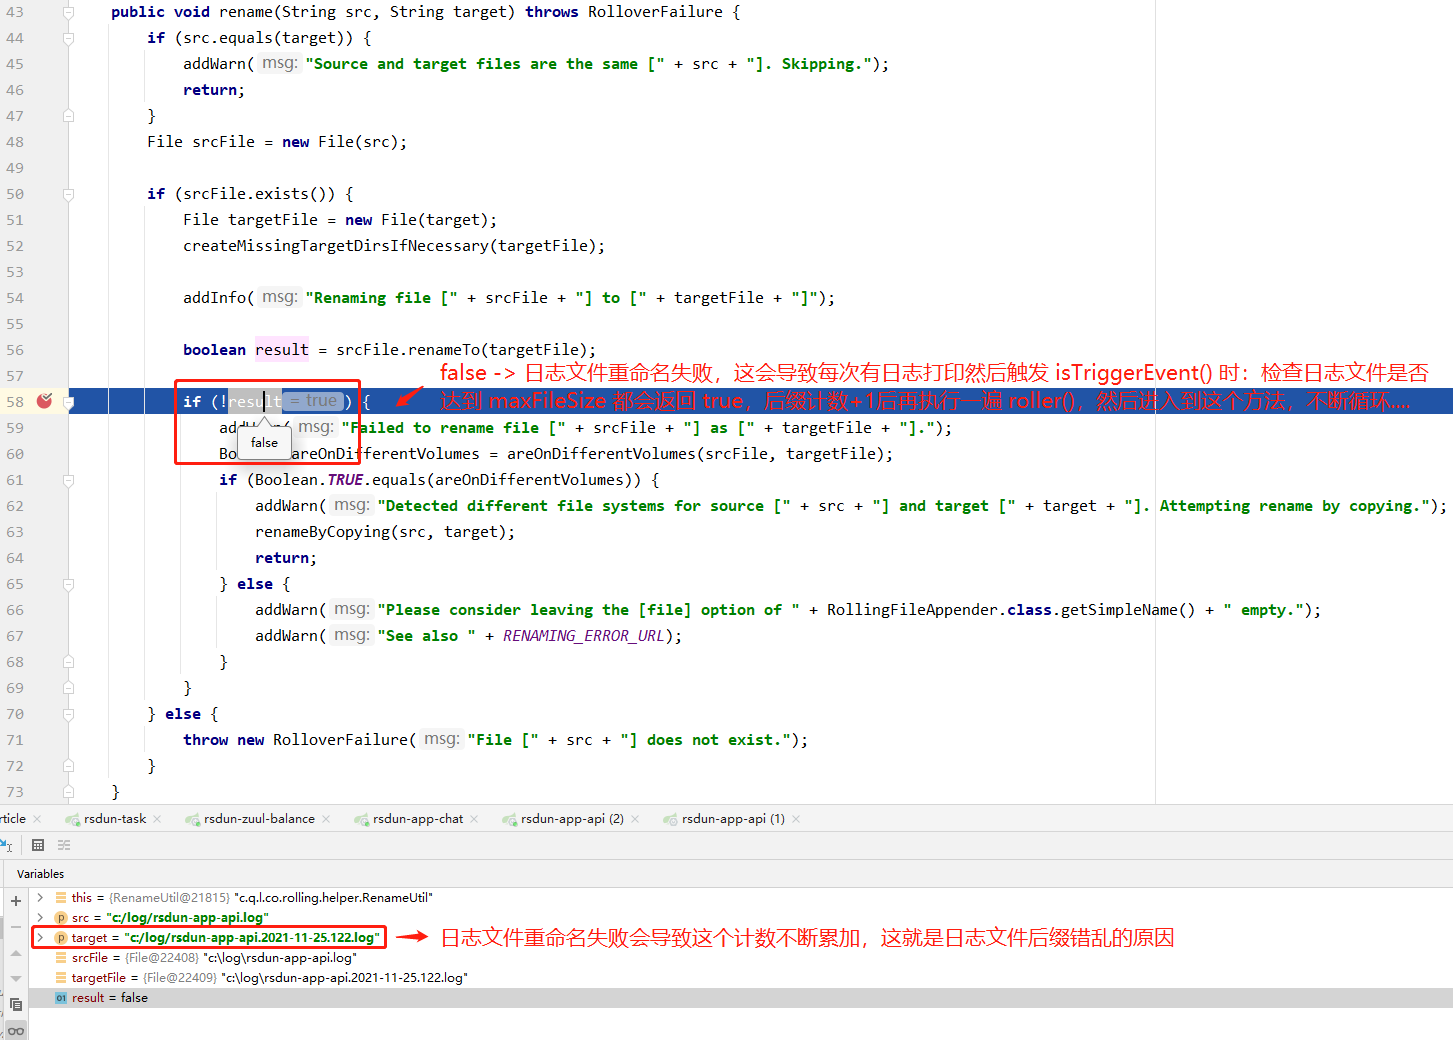 43 public void rename(String src, String target) throws RolloverFailure {
44 if (src.equals(target)) {
45 addWarn( msg: "Source and target files are the same [" + src + "]. Skipping.");
46 return;
47 }
48 File srcFile = new File(src);
49
50 if (srcFile.exists()) {
51 File targetFile = new File(target);
52 createMissingTargetDirsIfNecessary(targetFile);
53
54 addInfo( msg: "Renaming file [" + srcFile + "] to [" + targetFile + "]");
55
56 boolean result = srcFile.renameTo(targetFile);
57
false -> 日志文件重命名失败，这会导致每次有日志打印然后触发 isTriggerEvent() 时：检查日志文件是否
58 if (!result = true ) {
达到 maxFileSize 都会返回 true，后缀计数+1后再执行一遍 roller()，然后进入到这个方法，不断循环....
59 msg: "Failed to rename file [" + srcFile + "] as [" + targetFile + "].");
false
60 areOnDifferentVolumes = areOnDifferentVolumes(srcFile, targetFile);
61 if (Boolean.TRUE.equals(areOnDifferentVolumes)) {
62 addWarn( msg: "Detected different file systems for source [" + src + "] and target [" + target + "]. Attempting rename by copying.");
63 renameByCopying(src, target);
64 return;
65 } else {
66 addWarn( msg: "Please consider leaving the [file] option of " + RollingFileAppender.class.getSimpleName() + " empty.");
67 addWarn( msg: "See also " + RENAMING_ERROR_URL);
68 }
69 }
70 } else {
71 throw new RolloverFailure( msg: "File [" + src + "] does not exist.");
72 }
73 }
rticle rsdun-task rsdun-zuul-balance rsdun-app-chat rsdun-app-api (2) rsdun-app-api (1)
Variables
this = {RenameUtil@21815} "c.q.l.co.rolling.helper.RenameUtil"
p src = "c:/log/rsdun-app-api.log"
p target = "c:/log/rsdun-app-api.2021-11-25.122.log" 日志文件重命名失败会导致这个计数不断累加，这就是日志文件后缀错乱的原因
srcFile = {File@22408} "c:\log\rsdun-app-api.log"
targetFile = {File@22409} "c:\log\rsdun-app-api.2021-11-25.122.log"
01 result = false